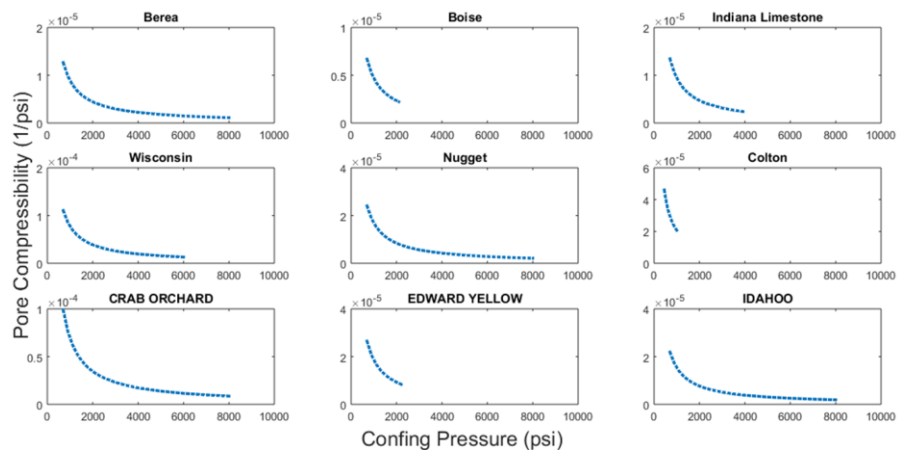 Berea
Boise
Indiana Limestone
×10⁻⁵
×10⁻⁵
×10⁻⁵
2
1
0
1
0.5
0
2
1
0
0 2000 4000 6000 8000 10000
0 2000 4000 6000 8000 10000
0 2000 4000 6000 8000 10000
Wisconsin
Nugget
Colton
×10⁻⁴
×10⁻⁵
×10⁻⁵
2
1
0
4
2
0
6
4
2
0
0 2000 4000 6000 8000 10000
0 2000 4000 6000 8000 10000
0 2000 4000 6000 8000 10000
CRAB ORCHARD
EDWARD YELLOW
IDAHOO
×10⁻⁴
×10⁻⁵
×10⁻⁵
1
0.5
0
4
2
0
4
2
0
0 2000 4000 6000 8000 10000
0 2000 4000 6000 8000 10000
0 2000 4000 6000 8000 10000
Pore Compressibility (1/psi)
Confing Pressure (psi)